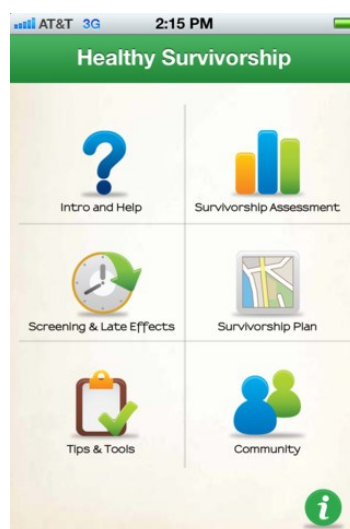 AT&T 3G 2:15 PM
Healthy Survivorship
Intro and Help
Survivorship Assessment
Screening & Late Effects
Survivorship Plan
Tips & Tools
Community
i